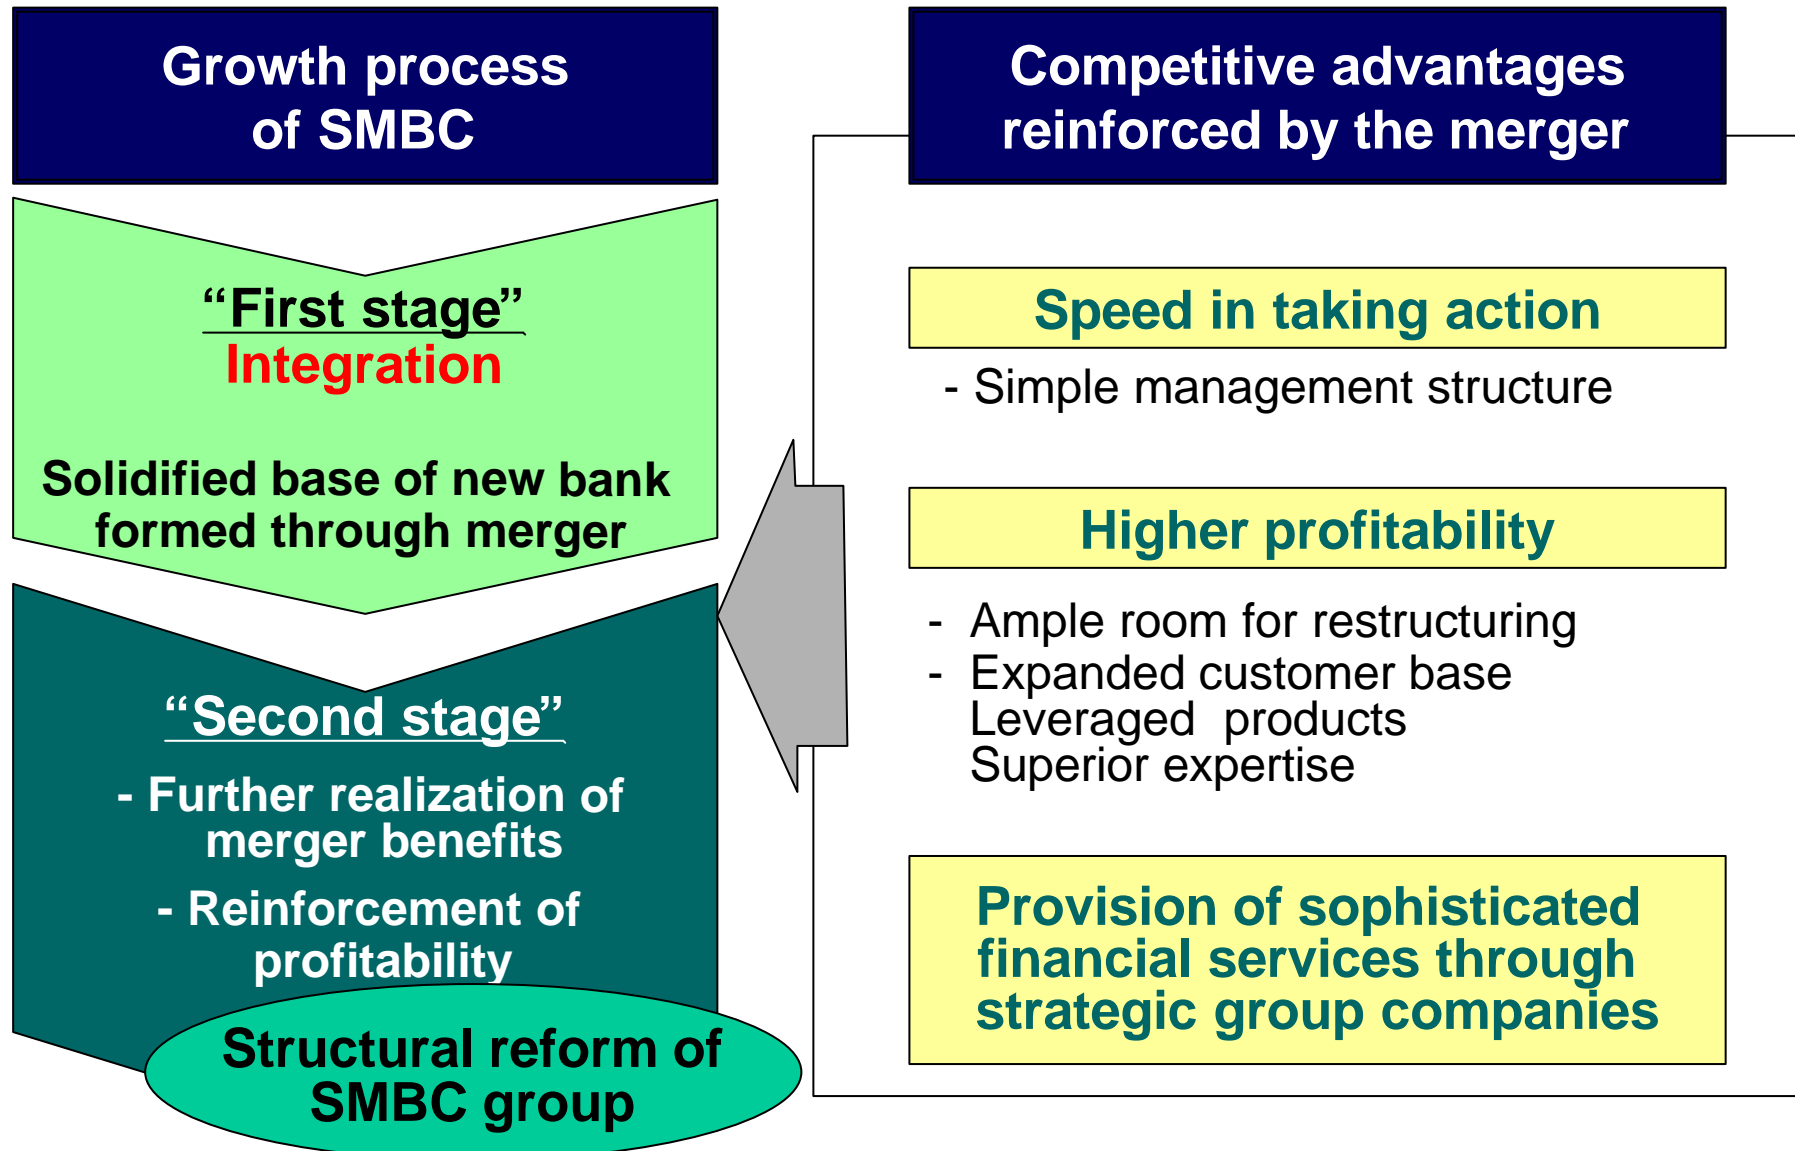 Growth process
of SMBC
“First stage”
Integration
Solidified base of new bank
formed through merger
“Second stage”
- Further realization of
merger benefits
- Reinforcement of
profitability
Structural reform of
SMBC group
Competitive advantages
reinforced by the merger
Speed in taking action
- Simple management structure
Higher profitability
- Ample room for restructuring
- Expanded customer base
Leveraged products
Superior expertise
Provision of sophisticated
financial services through
strategic group companies